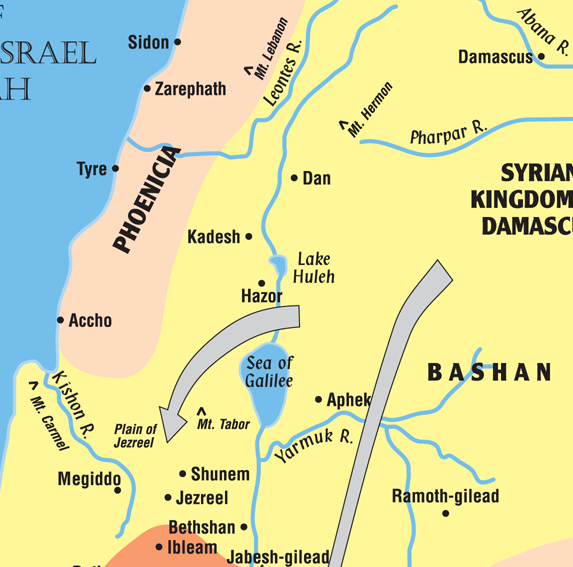 F
SRAEL
AH
Sidon
Zarephath
Mt. Lebanon
Leontes R.
Mt. Hermon
Abana R.
Damascus
Pharpar R.
Tyre
PHOENICIA
Dan
SYRIAN
KINGDOM
DAMASCU
Kadesh
Lake
Huleh
Hazor
Accho
Sea of
Galilee
BASHAN
Kishon R.
Mt. Carmel
Aphek
Plain of
Jezreel
Mt. Tabor
Yarmuk R.
Megiddo
Shunem
Jezreel
Ramoth-gilead
Bethshan
Ibleam
Jabesh-gilead